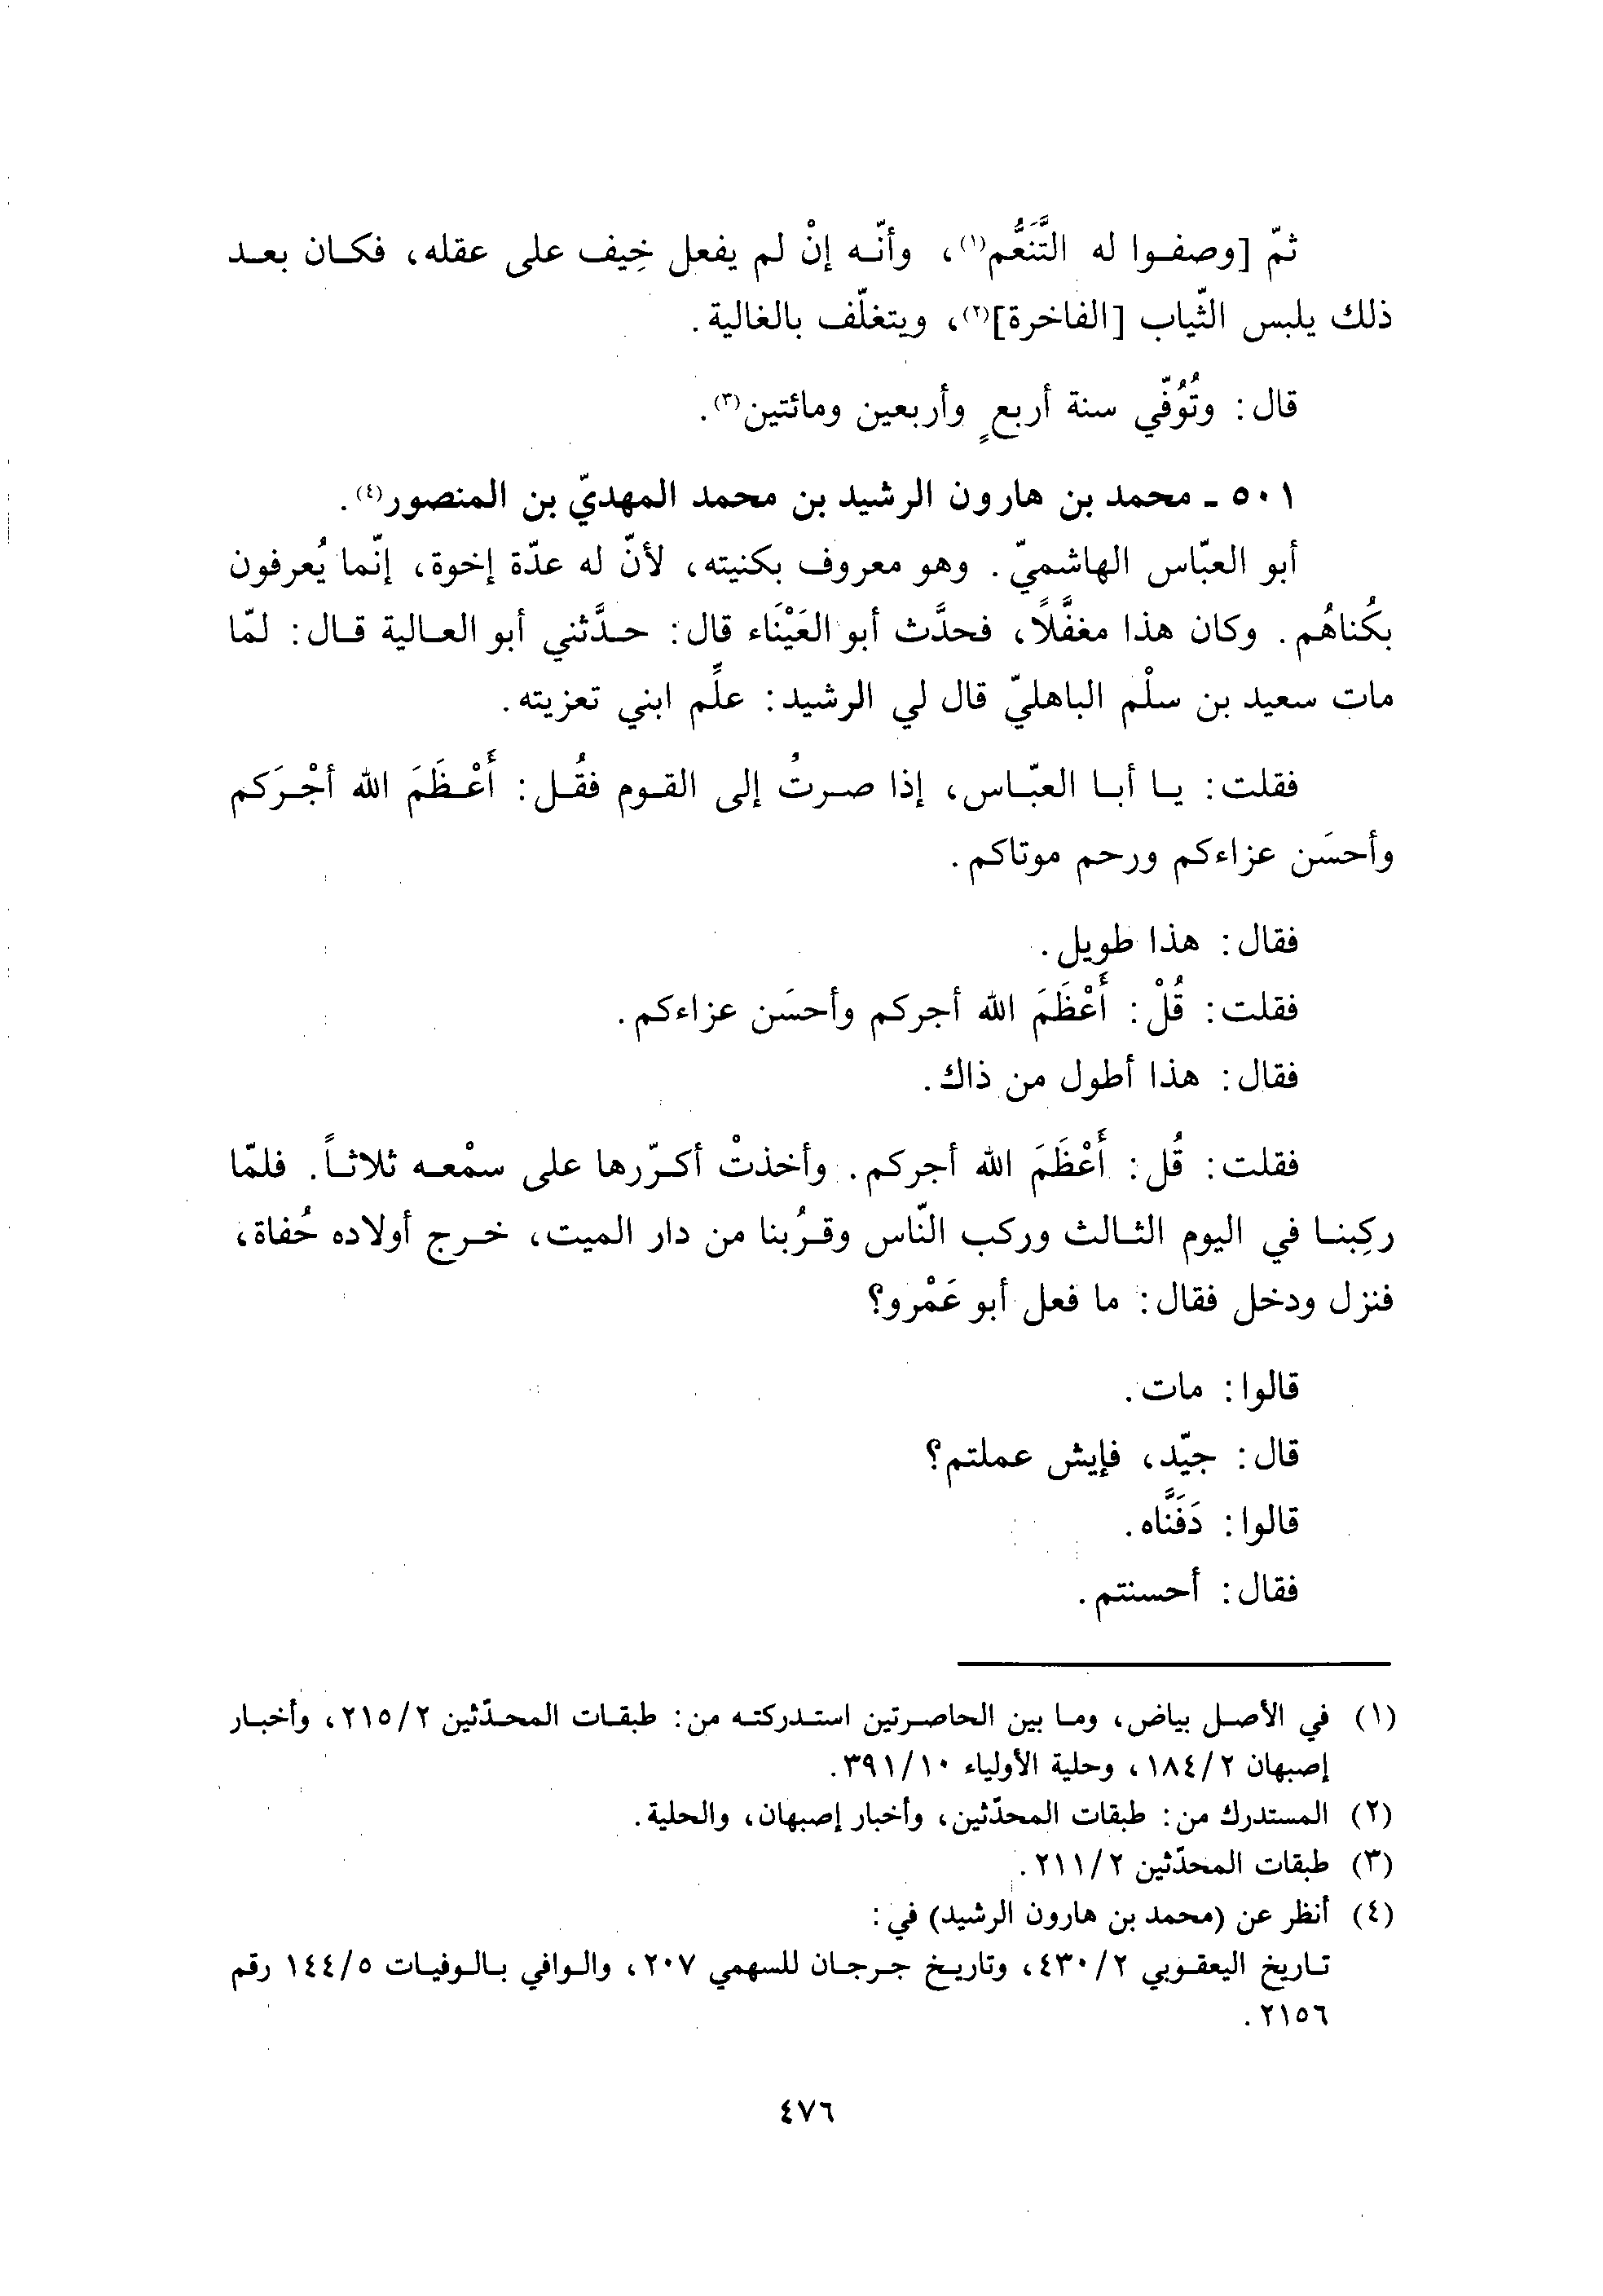 ثمّ [وصفوا له التَّنَعُّم(١)، وأنّه إنْ لم يفعل خِيف على عقله، فكان بعد
ذلك يلبس الثّياب [الفاخرة](٢)، ويتغلّف بالغالية.
قال: وتُوُفّي سنة أربعٍ وأربعين ومائتين(٣).
٥٠١ - محمد بن هارون الرشيد بن محمد المهديّ بن المنصور(٤).
أبو العبّاس الهاشميّ. وهو معروف بكنيته، لأنّ له عدّة إخوة، إنّما يُعرفون
بكُناهُم. وكان هذا مغفَّلاً، فحدَّث أبو العَيْنَاء قال: حدَّثني أبو العالية قال: لمّا
مات سعيد بن سلْم الباهليّ قال لي الرشيد: علِّم ابني تعزيته.
فقلت: يا أبا العبّاس، إذا صرتُ إلى القوم فقُل: أَعْظَمَ الله أجْرَكم
وأحسَن عزاءكم ورحم موتاكم.
فقال: هذا طويل.
فقلت: قُلْ: أَعْظَمَ الله أجركم وأحسَن عزاءكم.
فقال: هذا أطول من ذاك.
فقلت: قُل: أَعْظَمَ الله أجركم. وأخذتْ أكرّرها على سمْعه ثلاثاً. فلمّا
ركِبنا في اليوم الثالث وركب النّاس وقرُبنا من دار الميت، خرج أولاده حُفاة،
فنزل ودخل فقال: ما فعل أبو عَمْرو؟
قالوا: مات.
قال: جيّد، فإيش عملتم؟
قالوا: دَفَنَّاه.
فقال: أحسنتم.
(١) في الأصل بياض، وما بين الحاصرتين استدركته من: طبقات المحدّثين ٢/٢١٥، وأخبار
إصبهان ٢/١٨٤، وحلية الأولياء ١٠/٣٩١.
(٢) المستدرك من: طبقات المحدّثين، وأخبار إصبهان، والحلية.
(٣) طبقات المحدّثين ٢/٢١١.
(٤) أنظر عن (محمد بن هارون الرشيد) في:
تاريخ اليعقوبي ٢/٤٣٠، وتاريخ جرجان للسهمي ٢٠٧، والوافي بالوفيات ٥/١٤٤ رقم
٢١٥٦.
٤٧٦